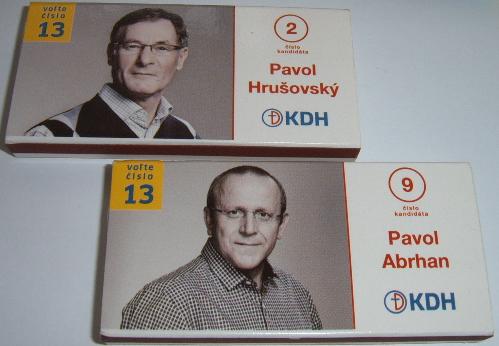 voľte
číslo
13
2
číslo
kandidáta
Pavol
Hrušovský
KDH
voľte
číslo
13
9
číslo
kandidáta
Pavol
Abrhan
KDH